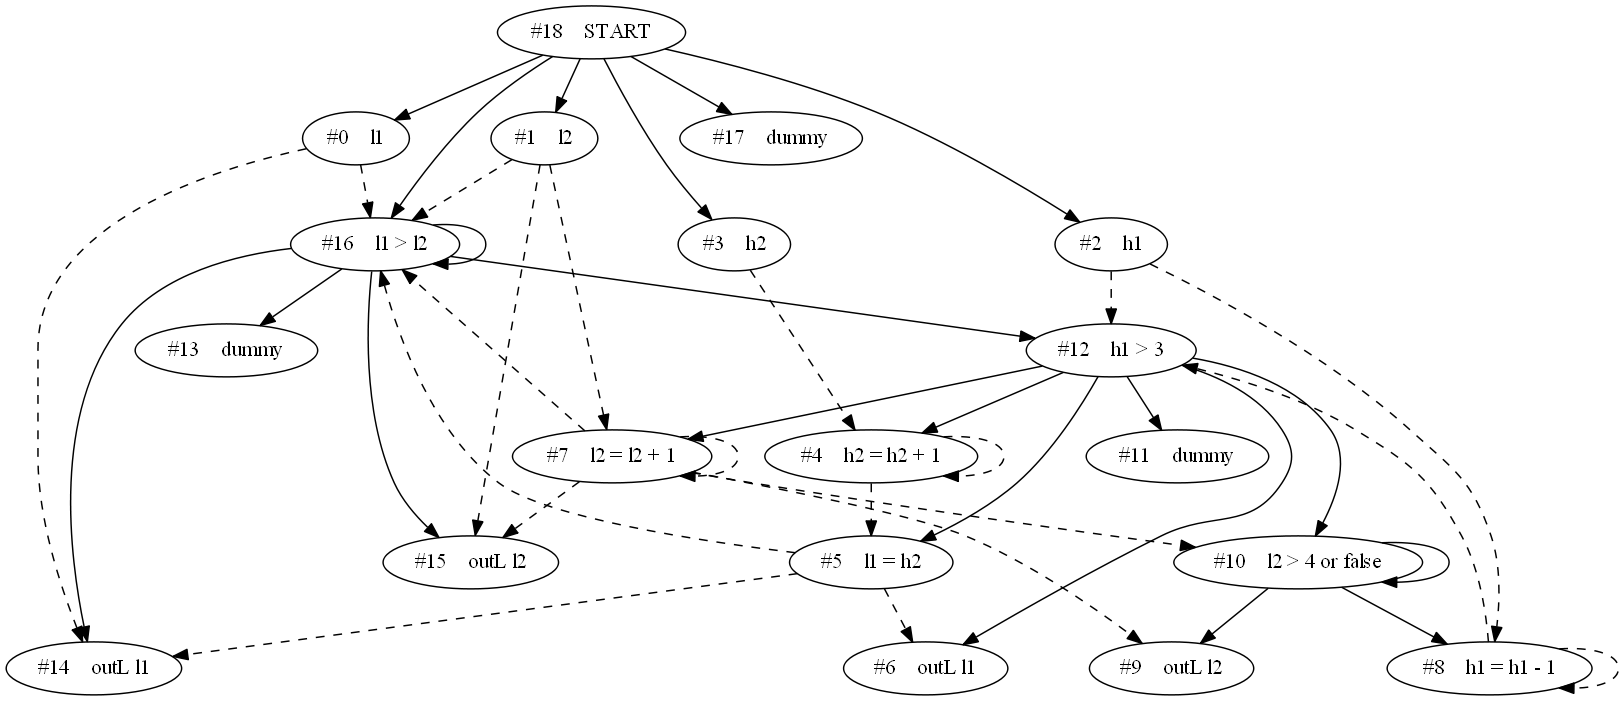 #18 START
#0 l1
#1 l2
#17 dummy
#16 l1 > l2
#3 h2
#2 h1
#13 dummy
#12 h1 > 3
#7 l2 = l2 + 1
#4 h2 = h2 + 1
#11 dummy
#15 outL l2
#5 l1 = h2
#10 l2 > 4 or false
#14 outL l1
#6 outL l1
#9 outL l2
#8 h1 = h1 - 1